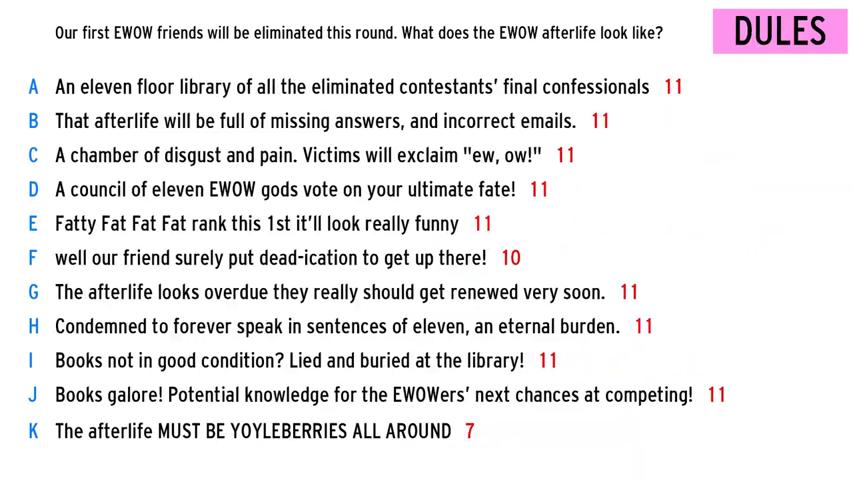 Our first EWOW friends will be eliminated this round. What does the EWOW afterlife look like?
DULES
A An eleven floor library of all the eliminated contestants' final confessionals 11
B That afterlife will be full of missing answers, and incorrect emails. 11
C A chamber of disgust and pain. Victims will exclaim "ew, ow!" 11
D A council of eleven EWOW gods vote on your ultimate fate! 11
E Fatty Fat Fat Fat rank this 1st it'll look really funny 11
F well our friend surely put dead-ication to get up there! 10
G The afterlife looks overdue they really should get renewed very soon. 11
H Condemned to forever speak in sentences of eleven, an eternal burden. 11
I Books not in good condition? Lied and buried at the library! 11
J Books galore! Potential knowledge for the EWOWers' next chances at competing! 11
K The afterlife MUST BE YOYLEBERRIES ALL AROUND 7